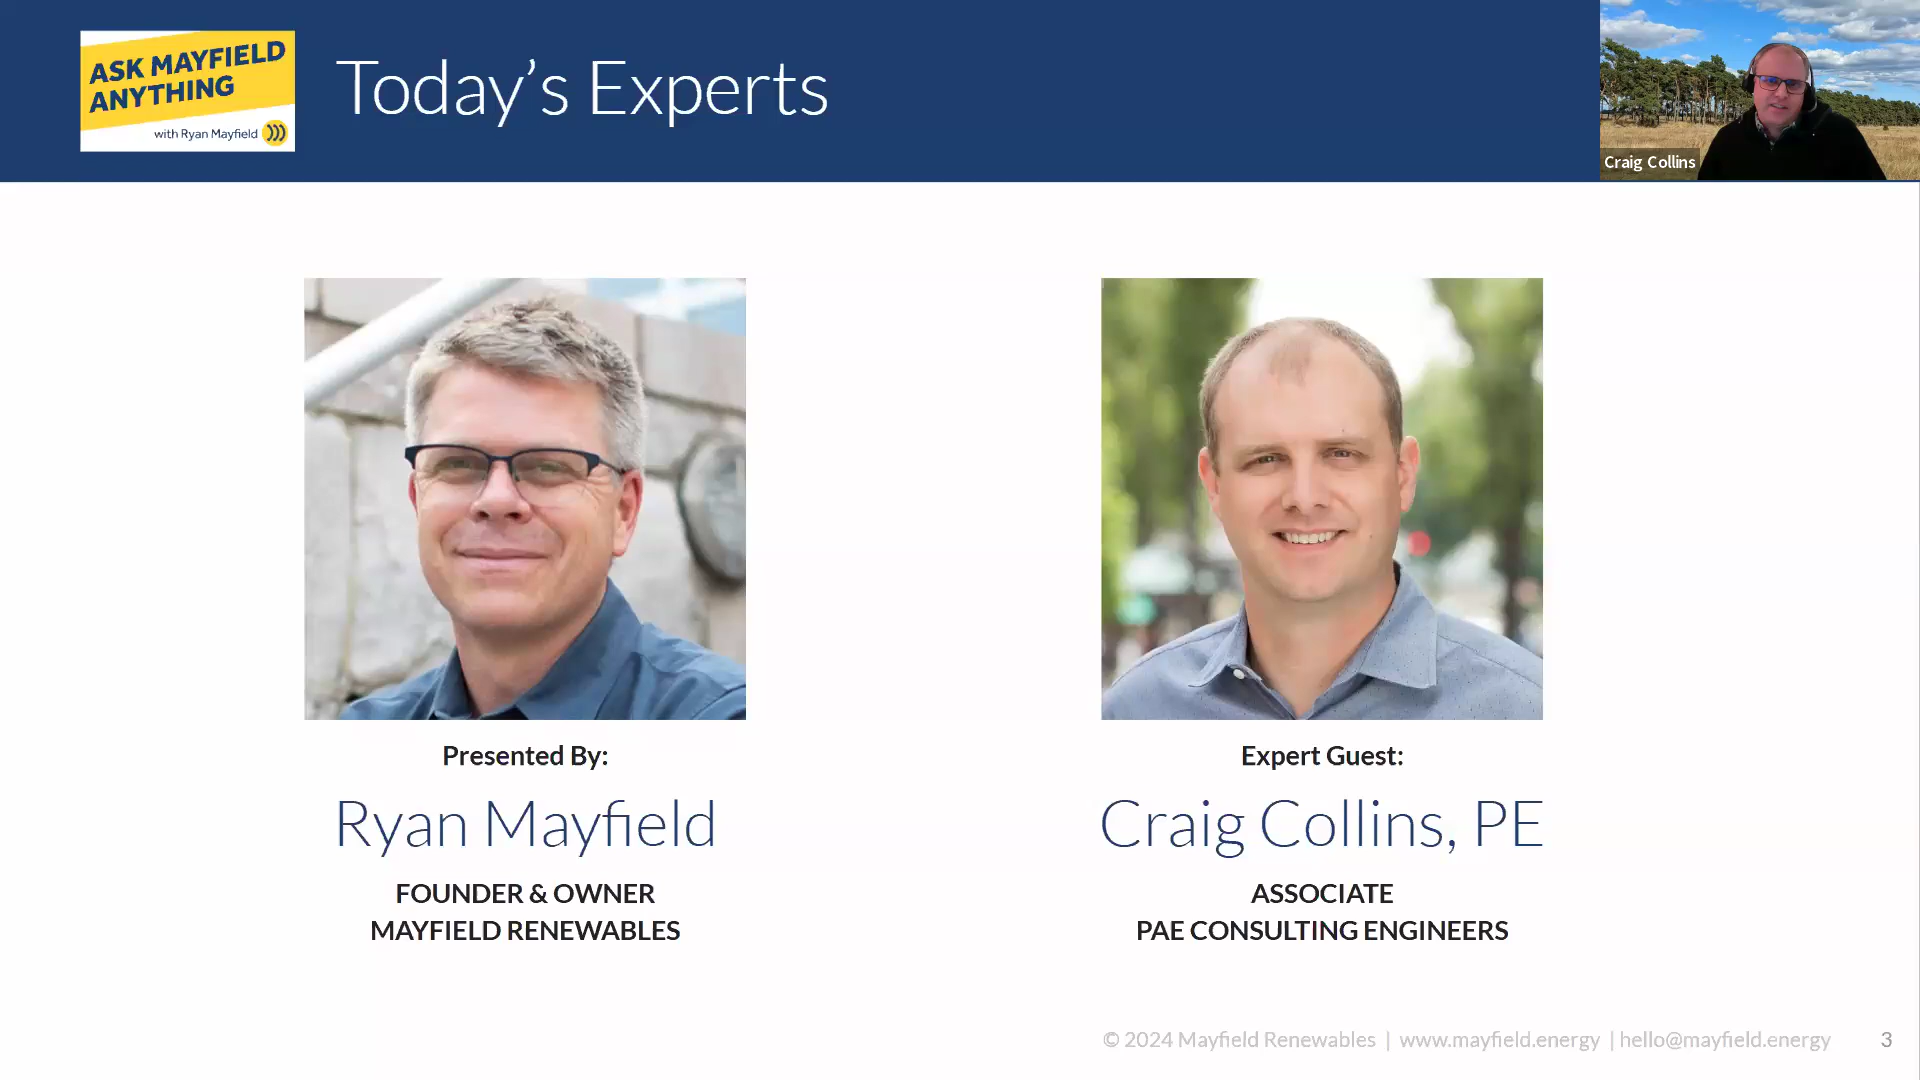 ASK MAYFIELD
ANYTHING
with Ryan Mayfield
Today’s Experts
Craig Collins
Presented By:
Ryan Mayfield
FOUNDER & OWNER
MAYFIELD RENEWABLES
Expert Guest:
Craig Collins, PE
ASSOCIATE
PAE CONSULTING ENGINEERS
© 2024 Mayfield Renewables | www.mayfield.energy | hello@mayfield.energy 3